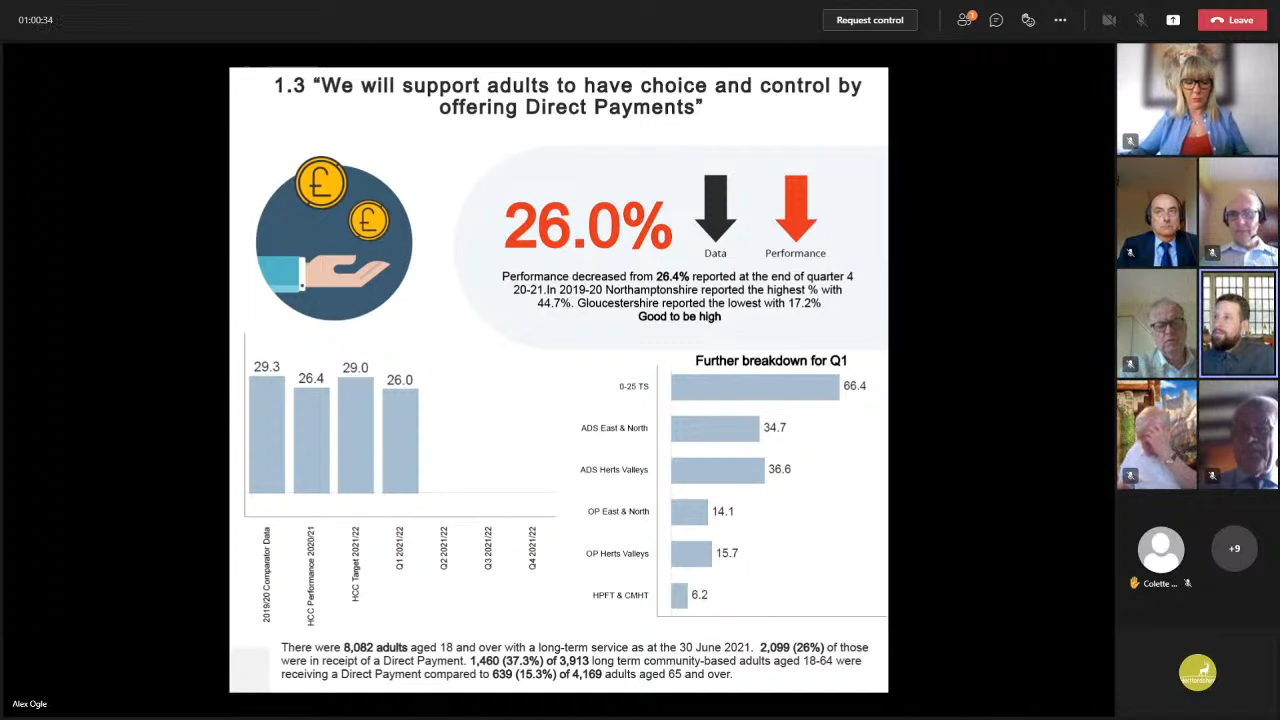 01:00:34
Request control
1
Leave
1.3 “We will support adults to have choice and control by
offering Direct Payments”
££
26.0%
Data
Performance
Performance decreased from 26.4% reported at the end of quarter 4
20-21.In 2019-20 Northamptonshire reported the highest % with
44.7%. Gloucestershire reported the lowest with 17.2%
Good to be high
29.3
26.4
29.0
26.0
2019/20 Comparator Data
HCC Performance 2020/21
HCC Target 2021/22
Q1 2021/22
Q2 2021/22
Q3 2021/22
Q4 2021/22
Further breakdown for Q1
0-25 TS 66.4
ADS East & North 34.7
ADS Herts Valleys 36.6
OP East & North 14.1
OP Herts Valleys 15.7
HPFT & CMHT 6.2
There were 8,082 adults aged 18 and over with a long-term service as at the 30 June 2021. 2,099 (26%) of those
were in receipt of a Direct Payment. 1,460 (37.3%) of 3,913 long term community-based adults aged 18-64 were
receiving a Direct Payment compared to 639 (15.3%) of 4,169 adults aged 65 and over.
+9
Colette ...
Alex Ogle